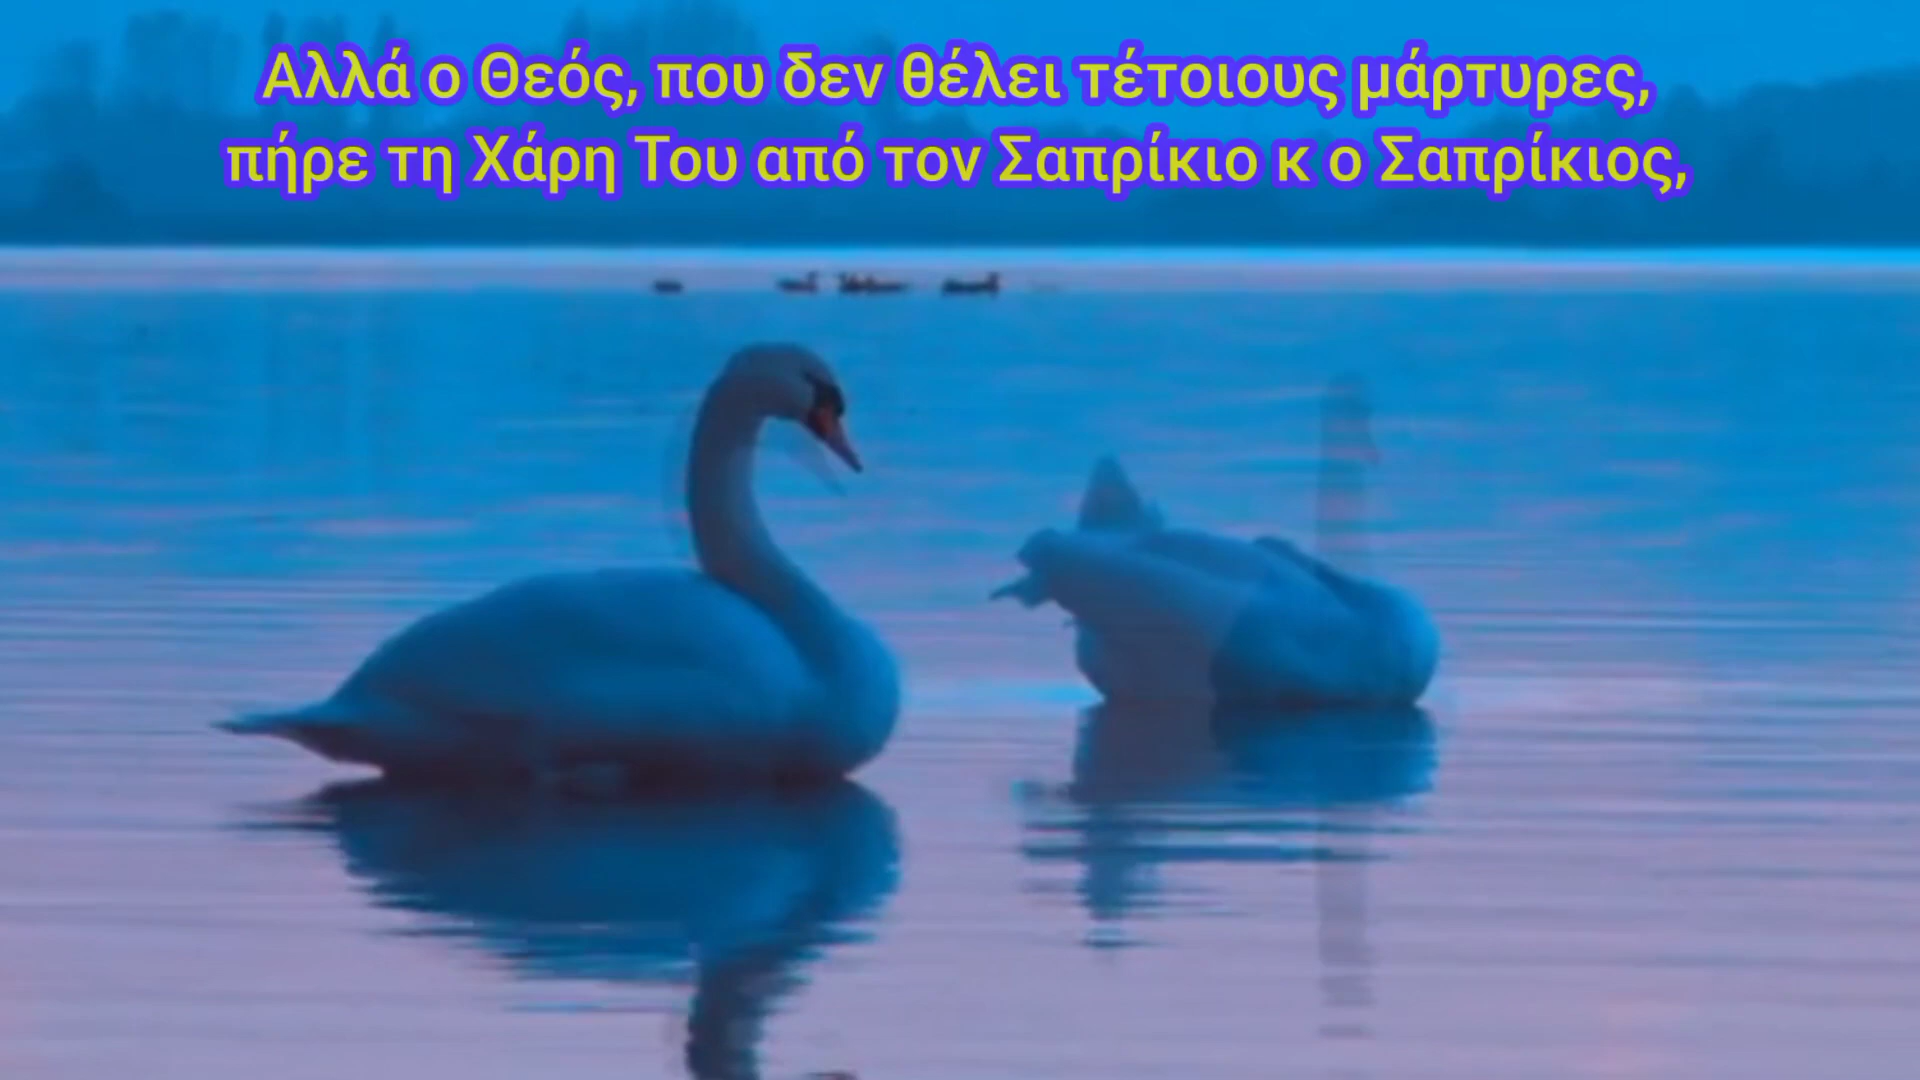 Αλλά ο Θεός, που δεν θέλει τέτοιους μάρτυρες,
πήρε τη Χάρη Του από τον Σαπρίκιο κ ο Σαπρίκιος,